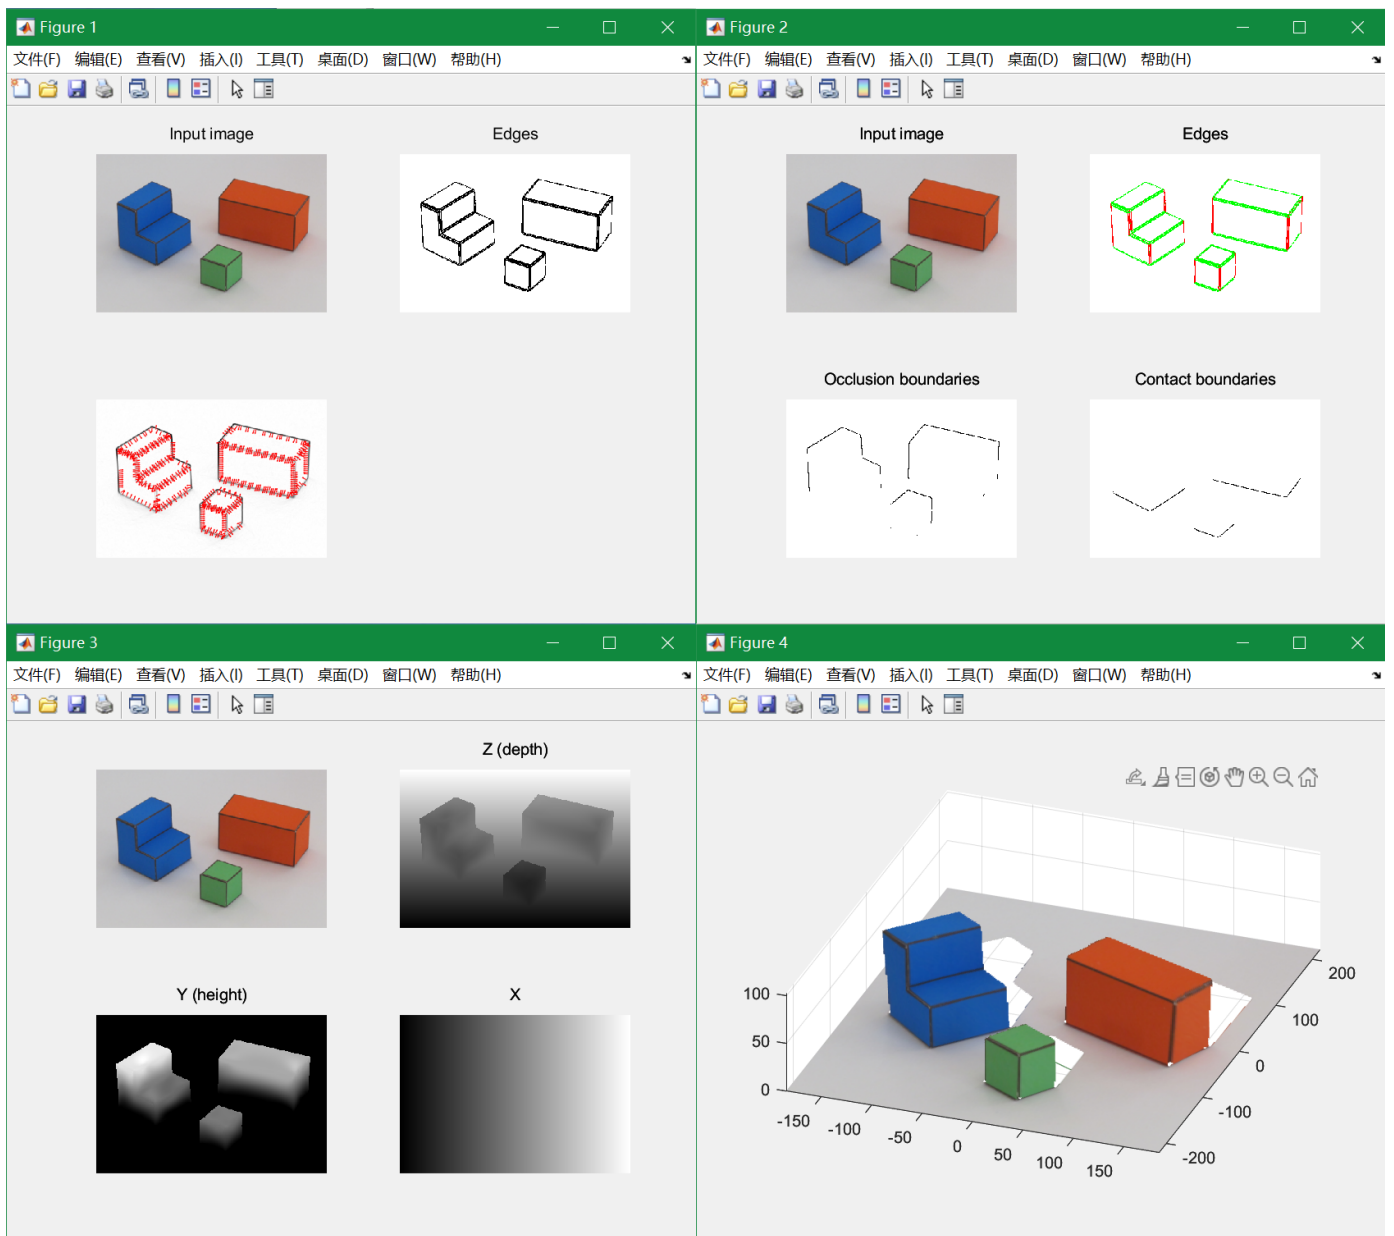 Figure 1
文件(F) 编辑(E) 查看(V) 插入(I) 工具(T) 桌面(D) 窗口(W) 帮助(H)
Input image
Edges
Figure 2
文件(F) 编辑(E) 查看(V) 插入(I) 工具(T) 桌面(D) 窗口(W) 帮助(H)
Input image
Edges
Occlusion boundaries
Contact boundaries
Figure 3
文件(F) 编辑(E) 查看(V) 插入(I) 工具(T) 桌面(D) 窗口(W) 帮助(H)
Z (depth)
Y (height)
X
Figure 4
文件(F) 编辑(E) 查看(V) 插入(I) 工具(T) 桌面(D) 窗口(W) 帮助(H)
100
50
0
-150
-100
-50
0
50
100
150
200
100
0
-100
-200